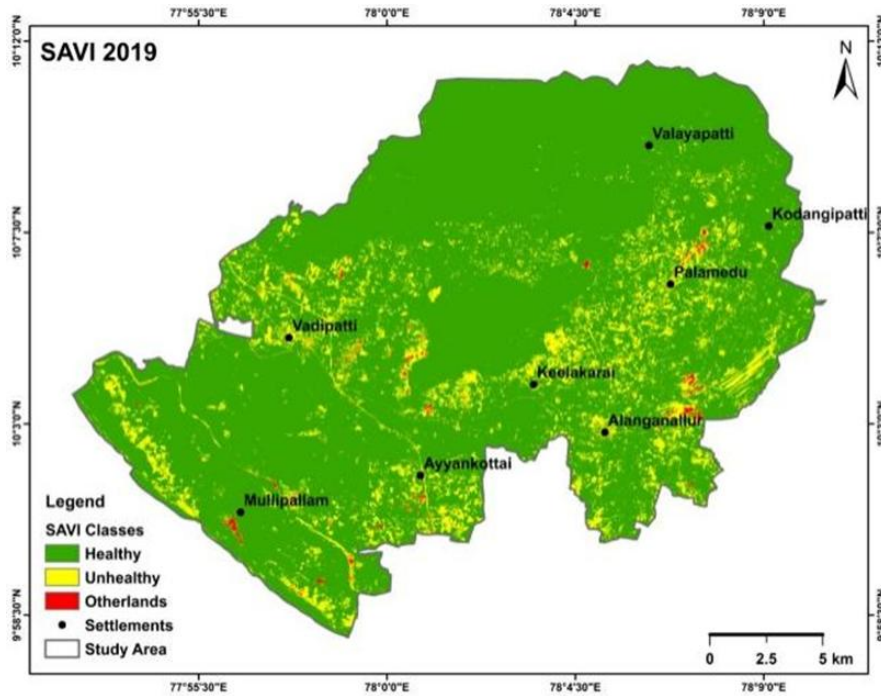 77°55'30"E 78°0'0"E 78°4'30"E 78°9'0"E
SAVI 2019
N
10°12'0"N
Valayapatti
Kodangipatti
10°7'30"N
Palamedu
Vadipatti
Keelakarai
Alanganallur
10°3'0"N
Ayyankottai
Mullipallam
Legend
SAVI Classes
Healthy
Unhealthy
Otherlands
Settlements
Study Area
9°58'30"N
0 2.5 5 km
77°55'30"E 78°0'0"E 78°4'30"E 78°9'0"E